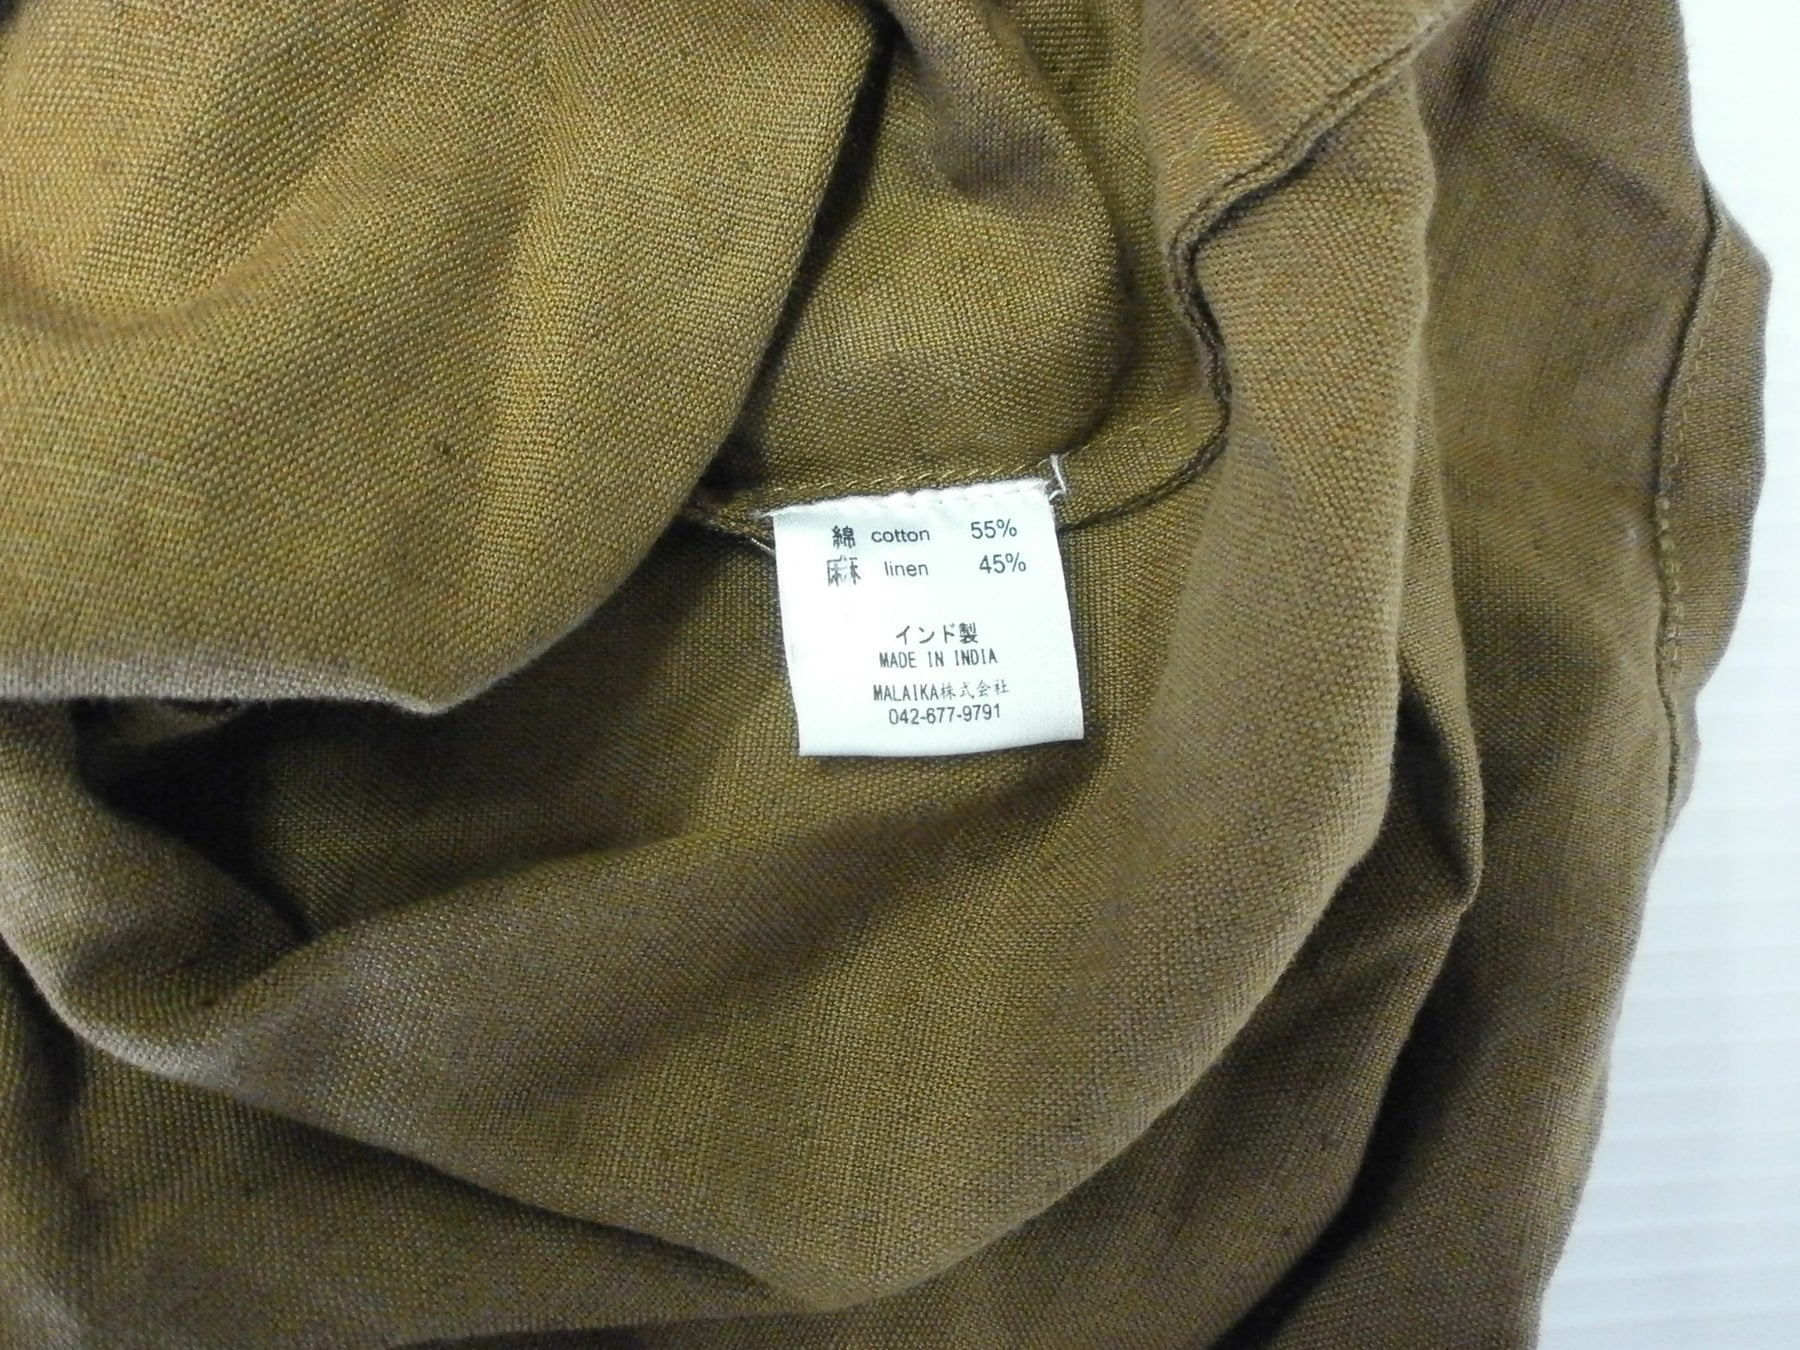 綿 cotton 55%
麻 linen 45%
インド製
MADE IN INDIA
MALAIKA株式会社
042-677-9791